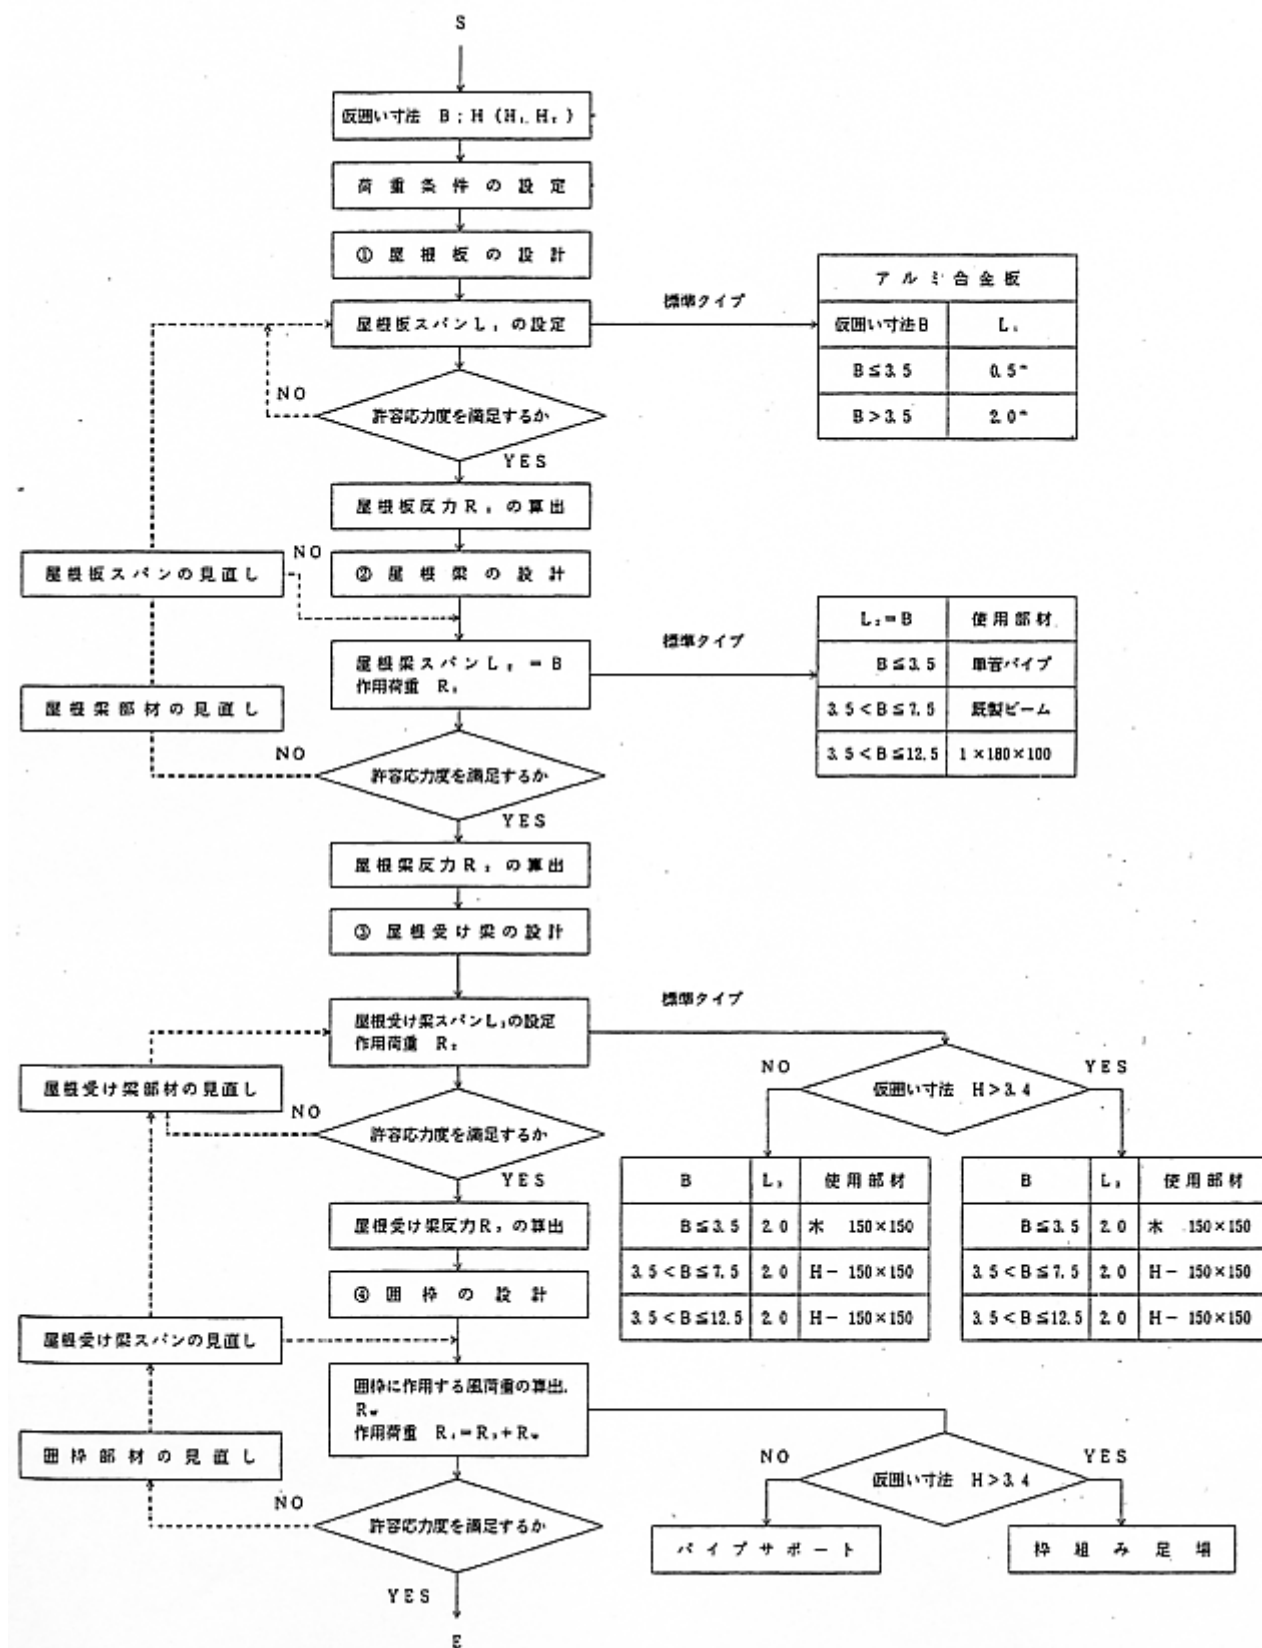 S
仮囲い寸法 B ; H (H₁, H₂)
荷重条件の設定
① 屋根板の設計
屋根板スパンL₁の設定
標準タイプ
アルミ合金板
仮囲い寸法B L₁
B≦3.5 0.5m
B>3.5 2.0m
NO
許容応力度を満足するか
YES
屋根板反力R₁の算出
屋根板スパンの見直し
NO
② 屋根梁の設計
屋根梁スパンL₂=B
作用荷重 R₁
標準タイプ
L₂=B 使用部材
B≦3.5 単管パイプ
3.5<B≦7.5 既製ビーム
3.5<B≦12.5 1×180×100
屋根梁部材の見直し
NO
許容応力度を満足するか
YES
屋根梁反力R₂の算出
③ 屋根受け梁の設計
屋根受け梁スパンL₃の設定
作用荷重 R₂
標準タイプ
屋根受け梁部材の見直し
NO
許容応力度を満足するか
YES
NO
仮囲い寸法 H>3.4
YES
B L₃ 使用部材
B≦3.5 2.0 木 150×150
3.5<B≦7.5 2.0 H- 150×150
3.5<B≦12.5 2.0 H- 150×150
B L₃ 使用部材
B≦3.5 2.0 木 150×150
3.5<B≦7.5 2.0 H- 150×150
3.5<B≦12.5 2.0 H- 150×150
屋根受け梁反力R₃の算出
④ 囲枠の設計
屋根受け梁スパンの見直し
囲枠に作用する風荷重の算出.
Rw
作用荷重 R₄=R₃+Rw
囲枠部材の見直し
NO
許容応力度を満足するか
YES
E
NO
仮囲い寸法 H>3.4
YES
パイプサポート
枠組み足場